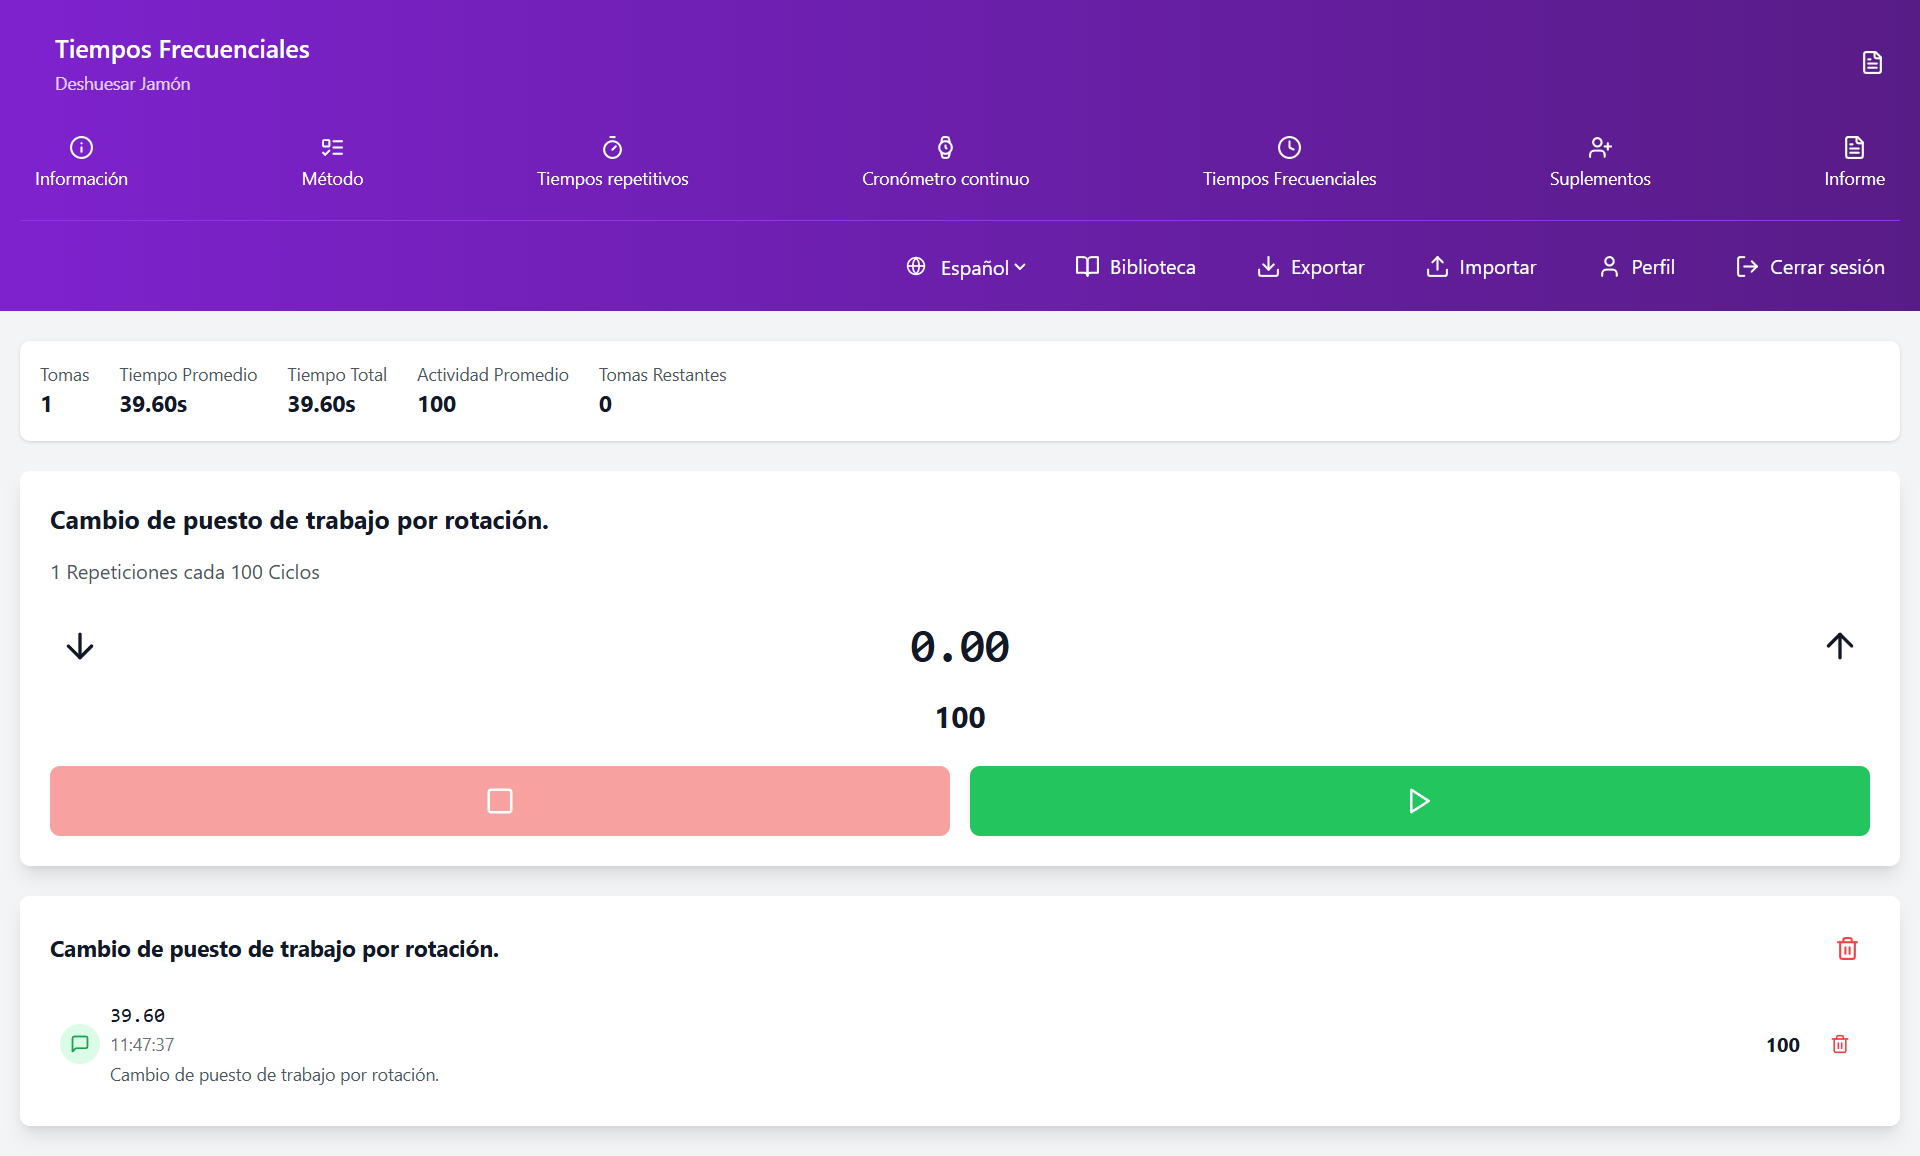 Tiempos Frecuenciales
Deshuesar Jamón
Información
Método
Tiempos repetitivos
Cronómetro continuo
Tiempos Frecuenciales
Suplementos
Informe
Español
Biblioteca
Exportar
Importar
Perfil
Cerrar sesión
Tomas
1
Tiempo Promedio
39.60s
Tiempo Total
39.60s
Actividad Promedio
100
Tomas Restantes
0
Cambio de puesto de trabajo por rotación.
1 Repeticiones cada 100 Ciclos
0.00
100
Cambio de puesto de trabajo por rotación.
39.60
11:47:37
Cambio de puesto de trabajo por rotación.
100